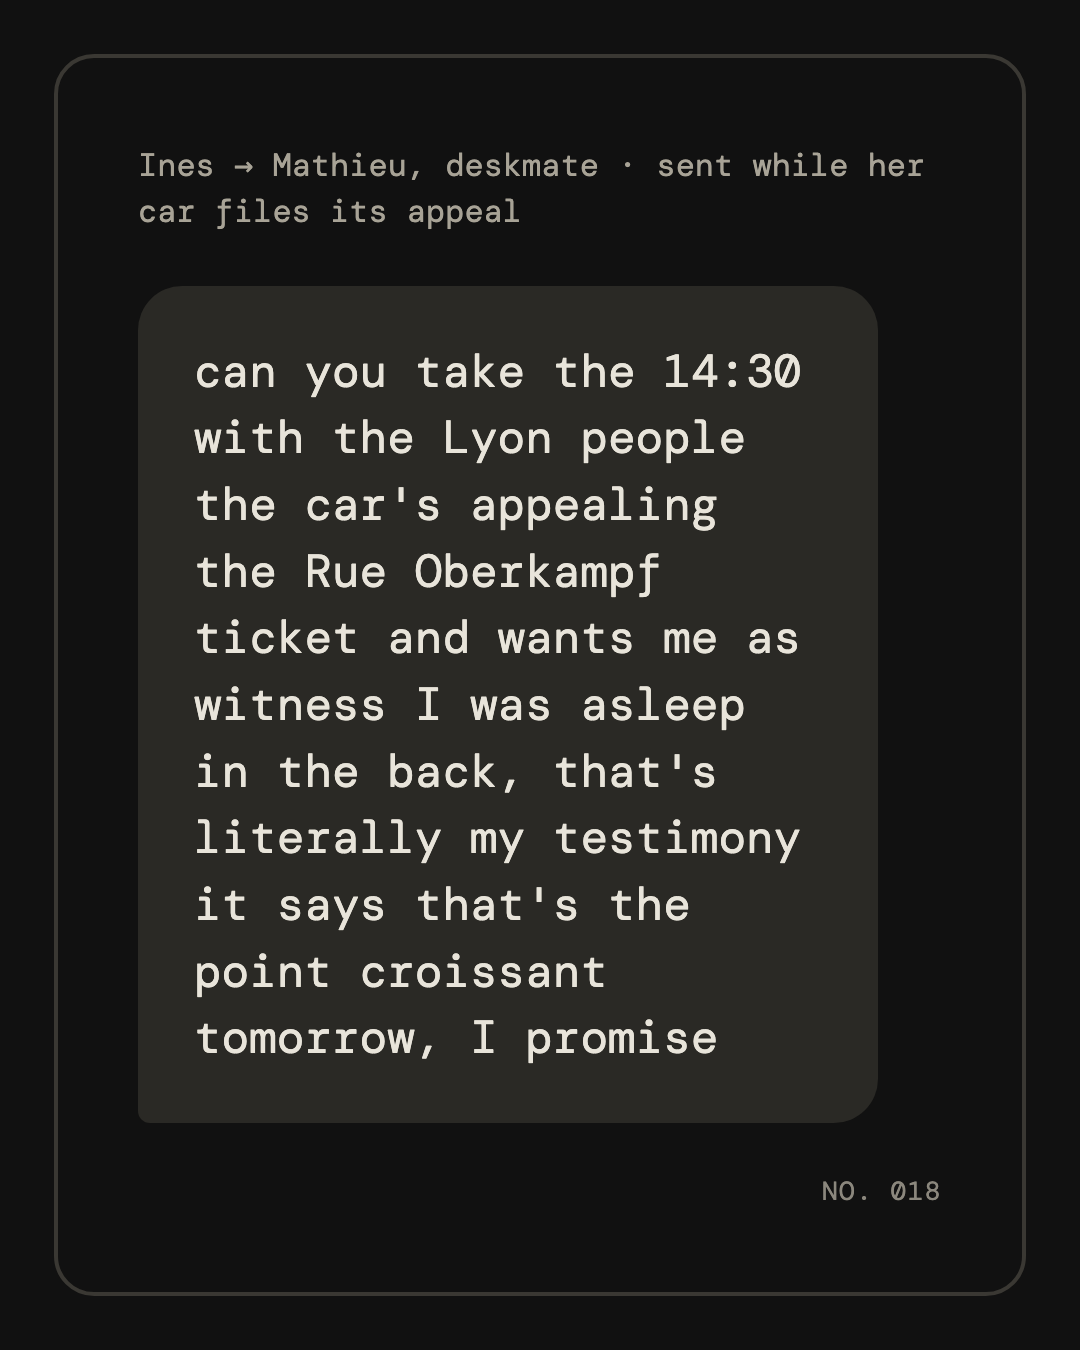 Ines → Mathieu, deskmate · sent while her
car files its appeal
can you take the 14:30
with the Lyon people
the car's appealing
the Rue Oberkampf
ticket and wants me as
witness I was asleep
in the back, that's
literally my testimony
it says that's the
point croissant
tomorrow, I promise
NO. 018